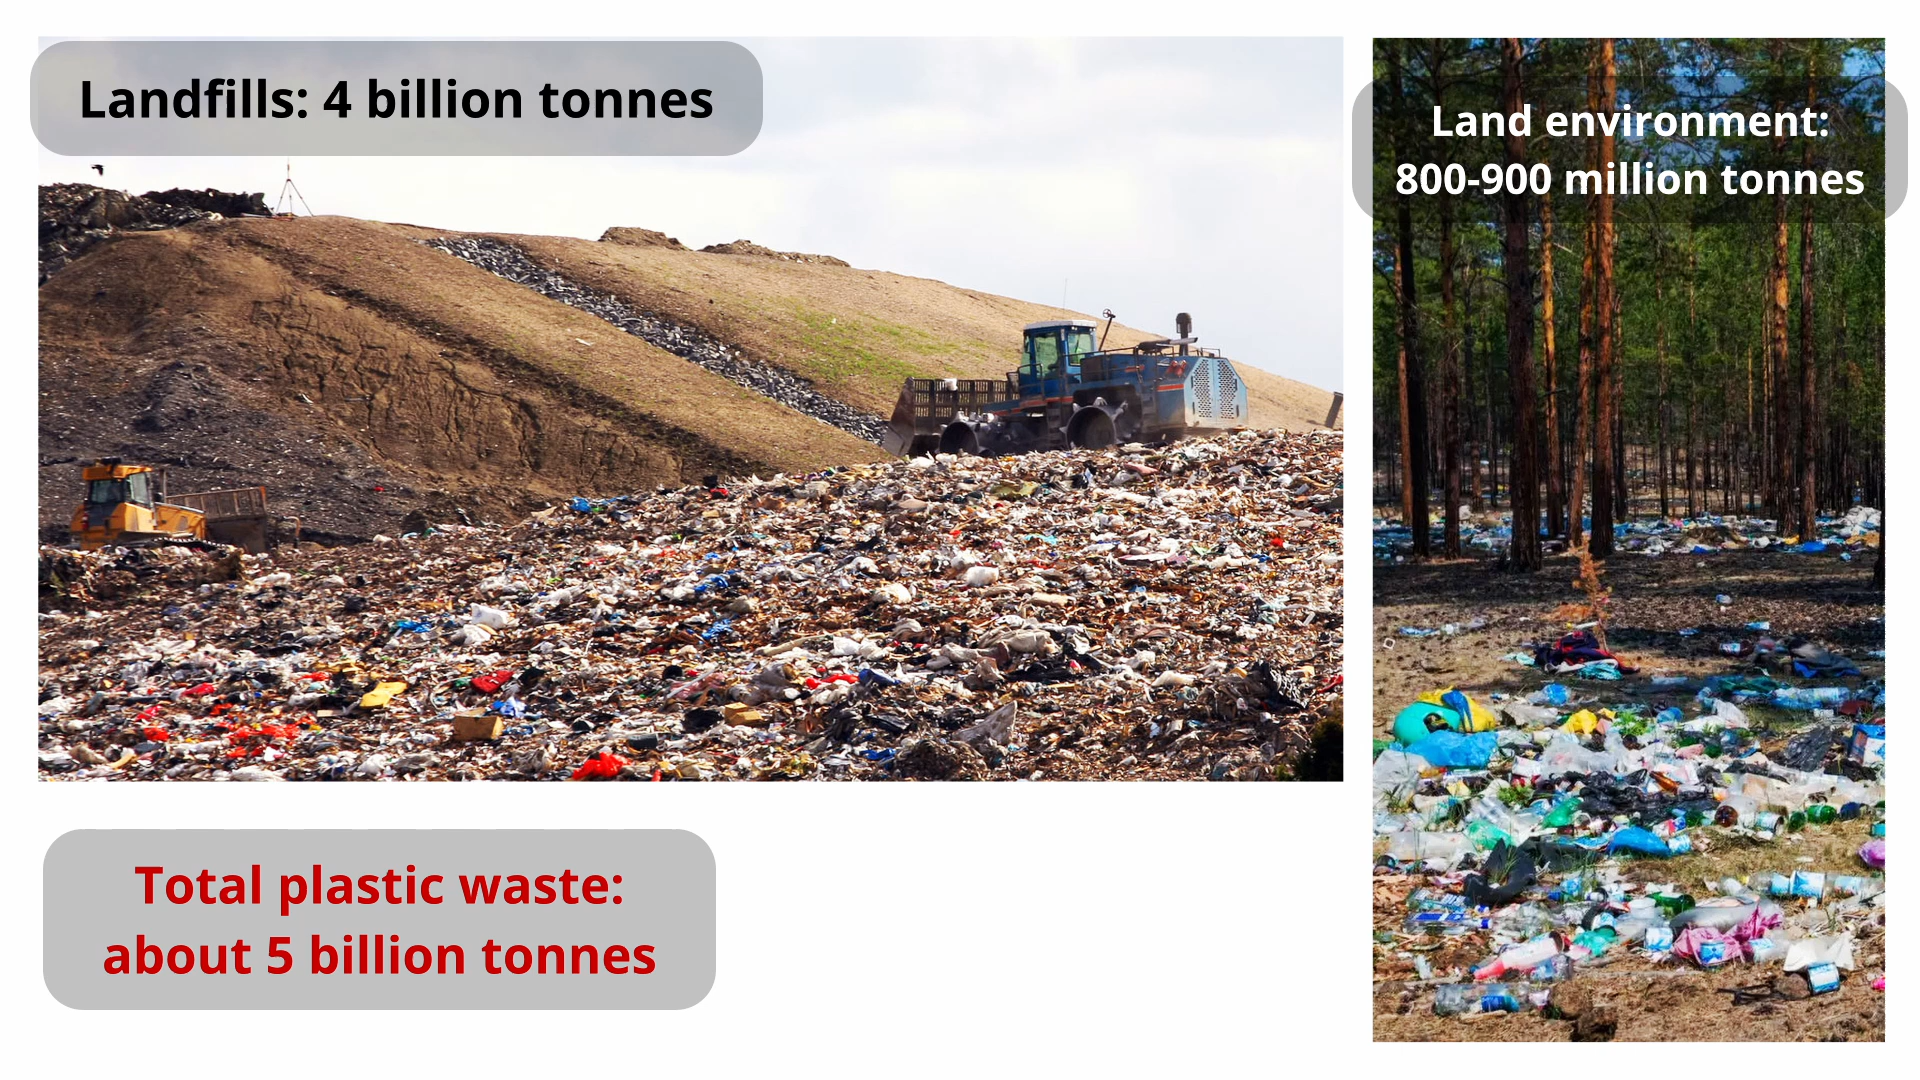 Landfills: 4 billion tonnes
Land environment:
800-900 million tonnes
Total plastic waste:
about 5 billion tonnes